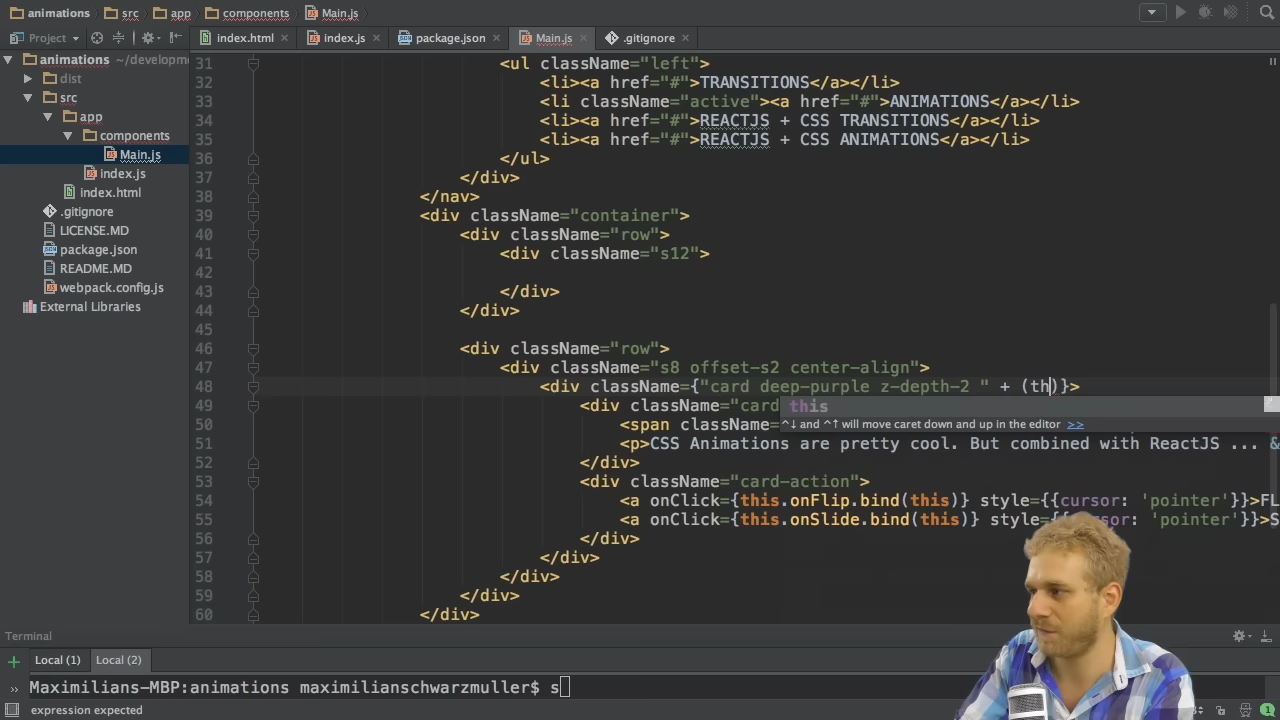 animations src app components Main.js
Project index.html index.js package.json Main.js .gitignore
animations ~/developme
dist
src
app
components
Main.js
index.js
index.html
.gitignore
LICENSE.MD
package.json
README.MD
webpack.config.js
External Libraries
31 <ul className="left">
32 <li><a href="#">TRANSITIONS</a></li>
33 <li className="active"><a href="#">ANIMATIONS</a></li>
34 <li><a href="#">REACTJS + CSS TRANSITIONS</a></li>
35 <li><a href="#">REACTJS + CSS ANIMATIONS</a></li>
36 </ul>
37 </div>
38 </nav>
39 <div className="container">
40 <div className="row">
41 <div className="s12">
42
43 </div>
44 </div>
45
46 <div className="row">
47 <div className="s8 offset-s2 center-align">
48 <div className={"card deep-purple z-depth-2 " + (th)}>
49 <div className="card this
50 <span className= ^↓ and ^↑ will move caret down and up in the editor >>
51 <p>CSS Animations are pretty cool. But combined with ReactJS ... &
52 </div>
53 <div className="card-action">
54 <a onClick={this.onFlip.bind(this)} style={{cursor: 'pointer'}}>FL
55 <a onClick={this.onSlide.bind(this)} style={{cursor: 'pointer'}}>S
56 </div>
57 </div>
58 </div>
59 </div>
60 </div>
Terminal
Local (1) Local (2)
Maximilians-MBP:animations maximilianschwarzmuller$ s
expression expected